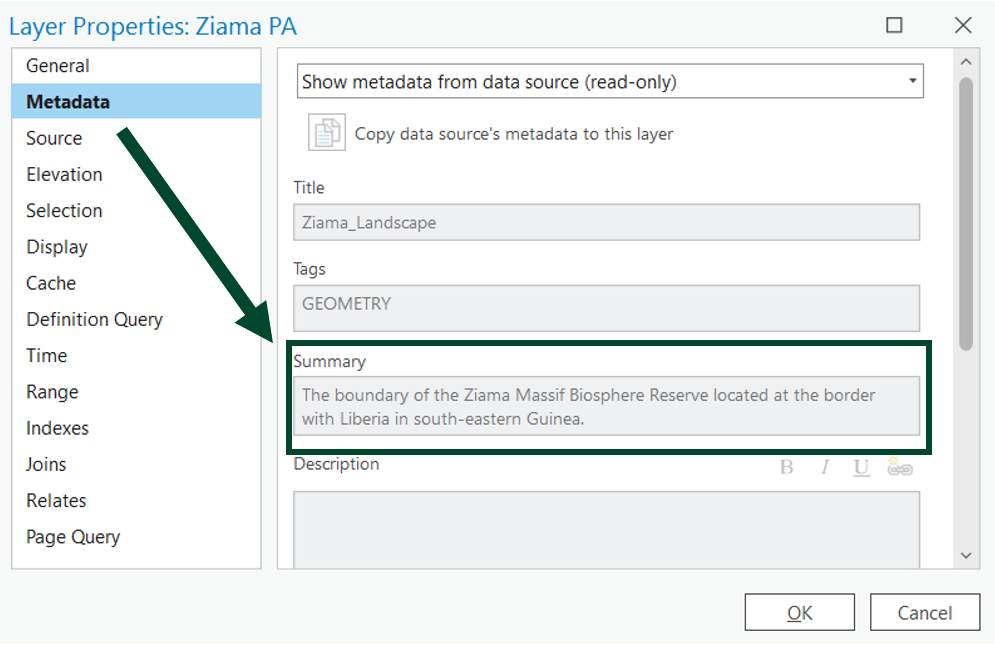 Layer Properties: Ziama PA
General
Metadata
Source
Elevation
Selection
Display
Cache
Definition Query
Time
Range
Indexes
Joins
Relates
Page Query
Show metadata from data source (read-only)
Copy data source's metadata to this layer
Title
Ziama_Landscape
Tags
GEOMETRY
Summary
The boundary of the Ziama Massif Biosphere Reserve located at the border
with Liberia in south-eastern Guinea.
Description
B I U
OK
Cancel